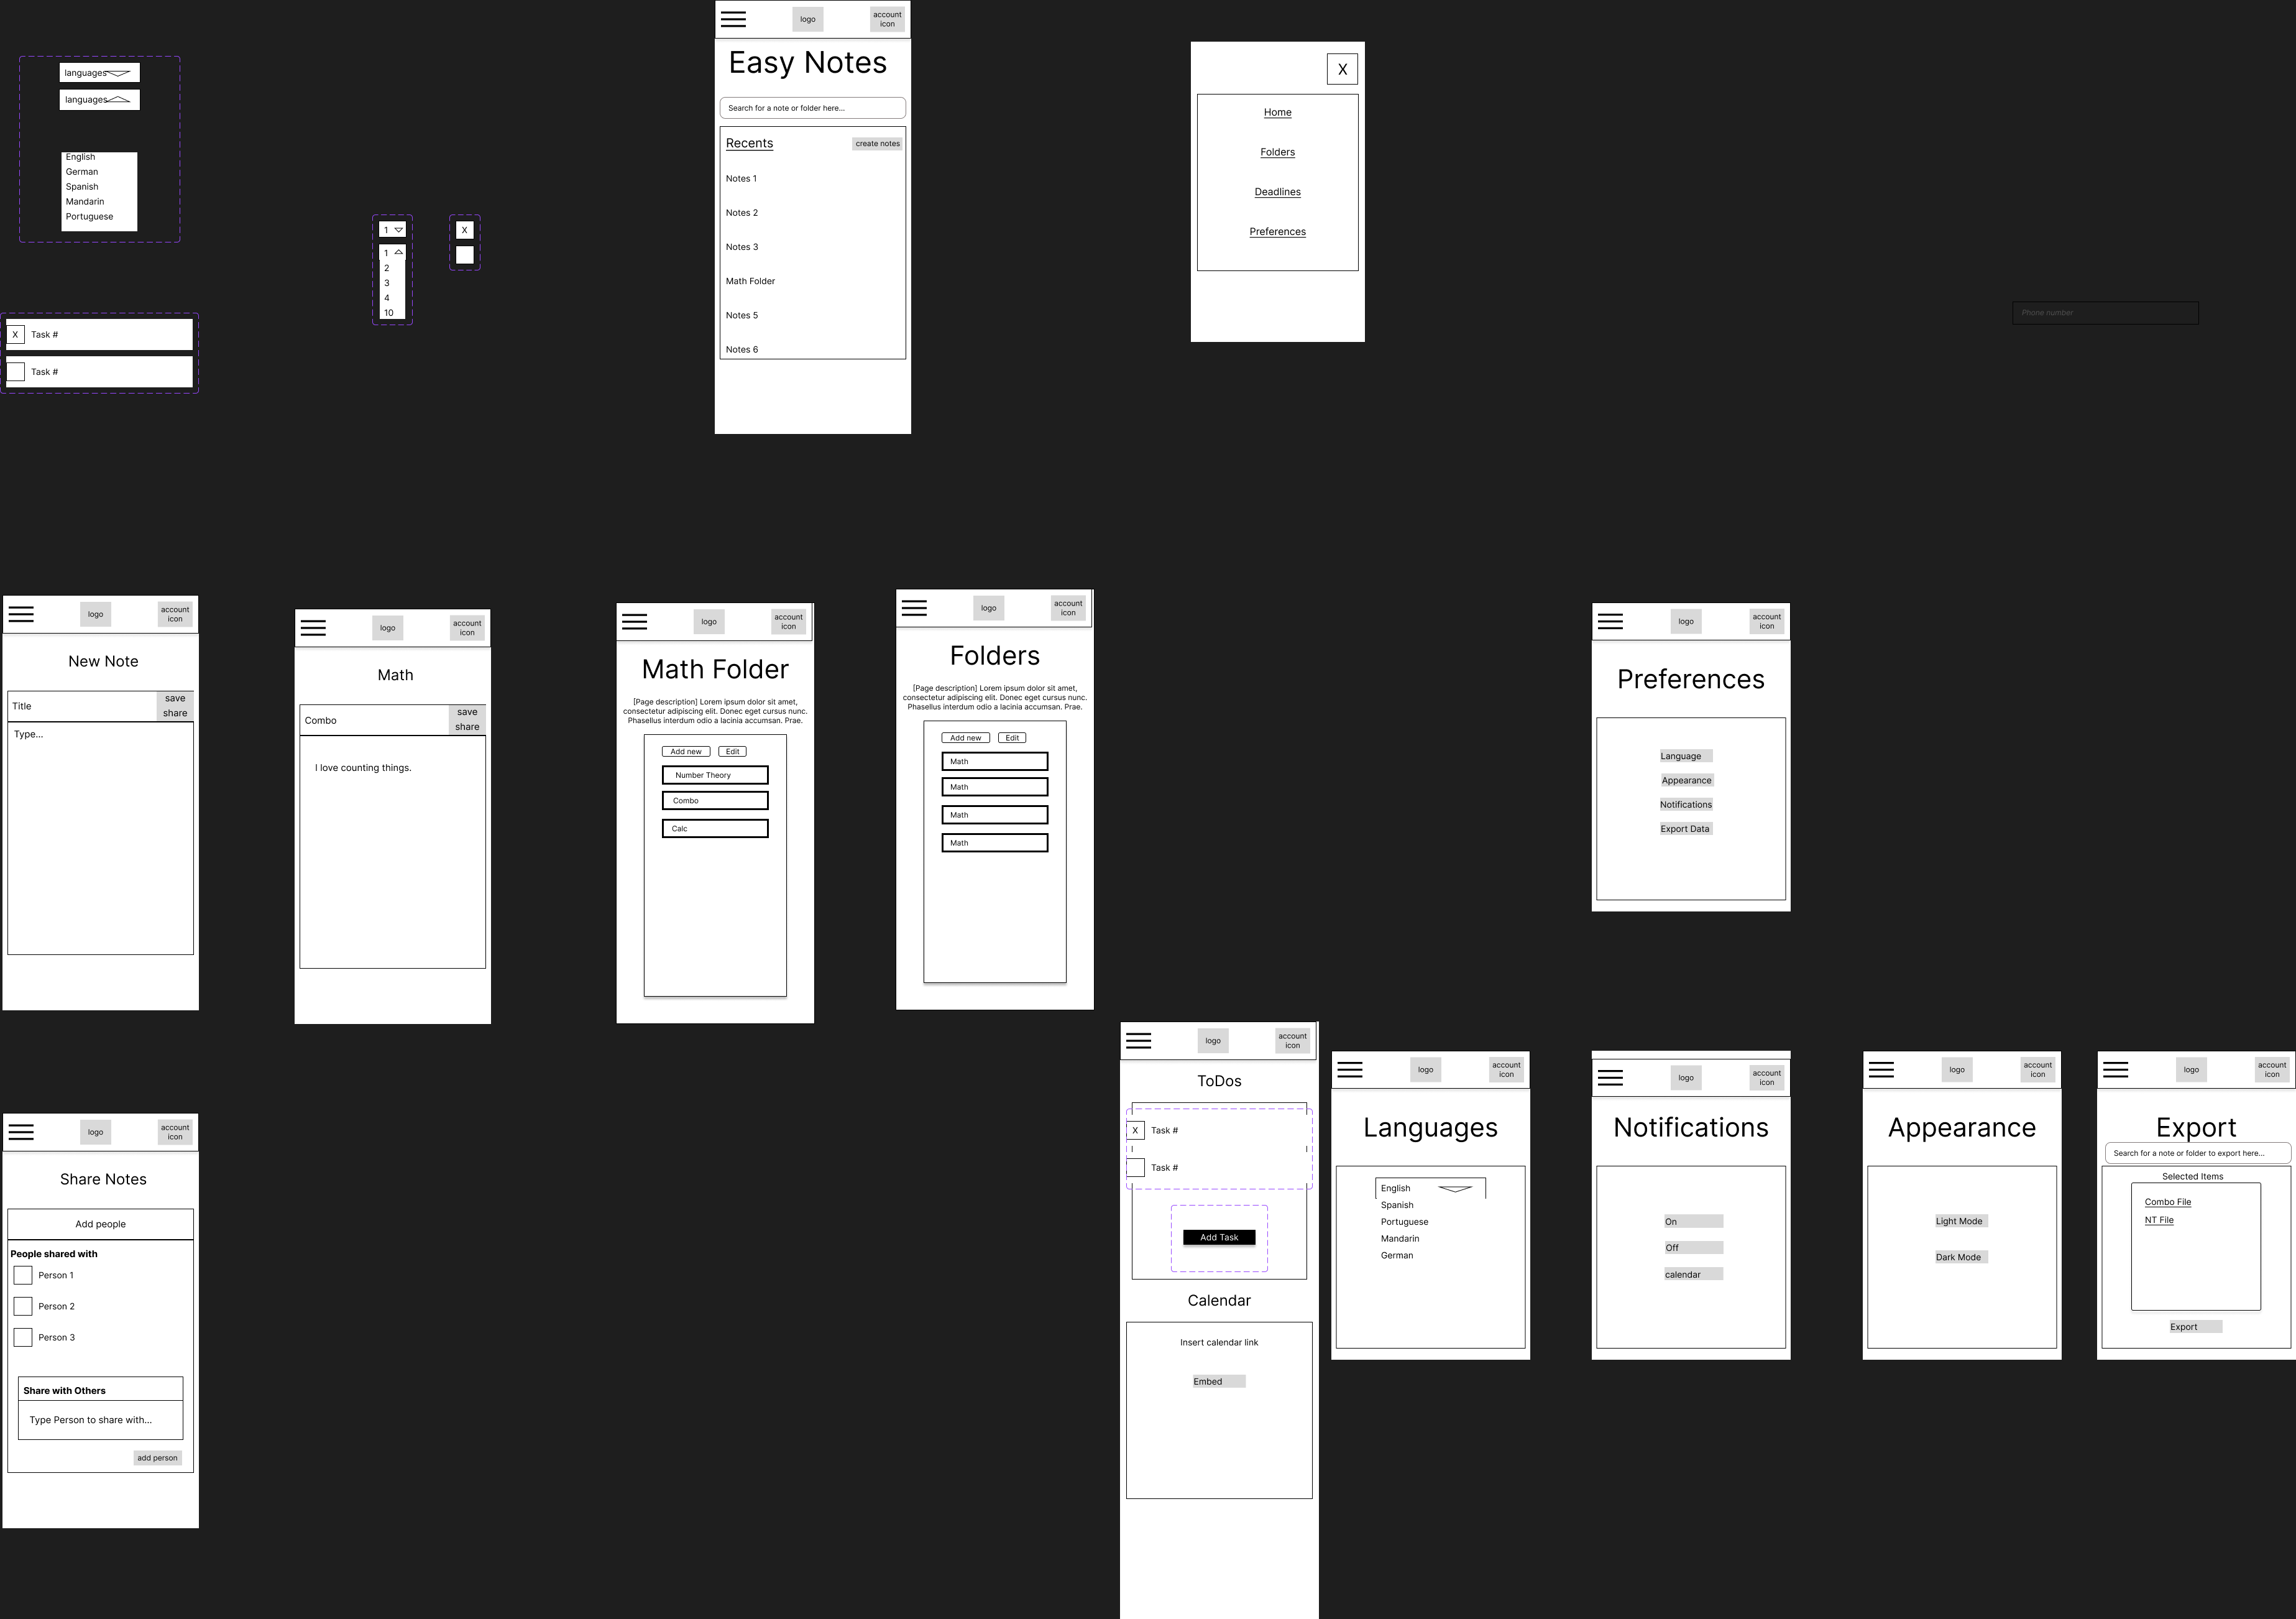 languages
languages
English
German
Spanish
Mandarin
Portuguese
X
Task #
Task #
1
1
2
3
4
10
X
logo
account
icon
Easy Notes
Search for a note or folder here...
Recents
create notes
Notes 1
Notes 2
Notes 3
Math Folder
Notes 5
Notes 6
X
Home
Folders
Deadlines
Preferences
Phone number
logo
account
icon
New Note
Title
save
share
Type...
logo
account
icon
Math
Combo
save
share
I love counting things.
logo
account
icon
Math Folder
[Page description] Lorem ipsum dolor sit amet,
consectetur adipiscing elit. Donec eget cursus nunc.
Phasellus interdum odio a lacinia accumsan. Prae.
Add new
Edit
Number Theory
Combo
Calc
logo
account
icon
Folders
[Page description] Lorem ipsum dolor sit amet,
consectetur adipiscing elit. Donec eget cursus nunc.
Phasellus interdum odio a lacinia accumsan. Prae.
Add new
Edit
Math
Math
Math
Math
logo
account
icon
Preferences
Language
Appearance
Notifications
Export Data
logo
account
icon
Share Notes
Add people
People shared with
Person 1
Person 2
Person 3
Share with Others
Type Person to share with...
add person
logo
account
icon
ToDos
X
Task #
Task #
Add Task
Calendar
Insert calendar link
Embed
logo
account
icon
Languages
English
Spanish
Portuguese
Mandarin
German
logo
account
icon
Notifications
On
Off
calendar
logo
account
icon
Appearance
Light Mode
Dark Mode
logo
account
icon
Export
Search for a note or folder to export here...
Selected Items
Combo File
NT File
Export